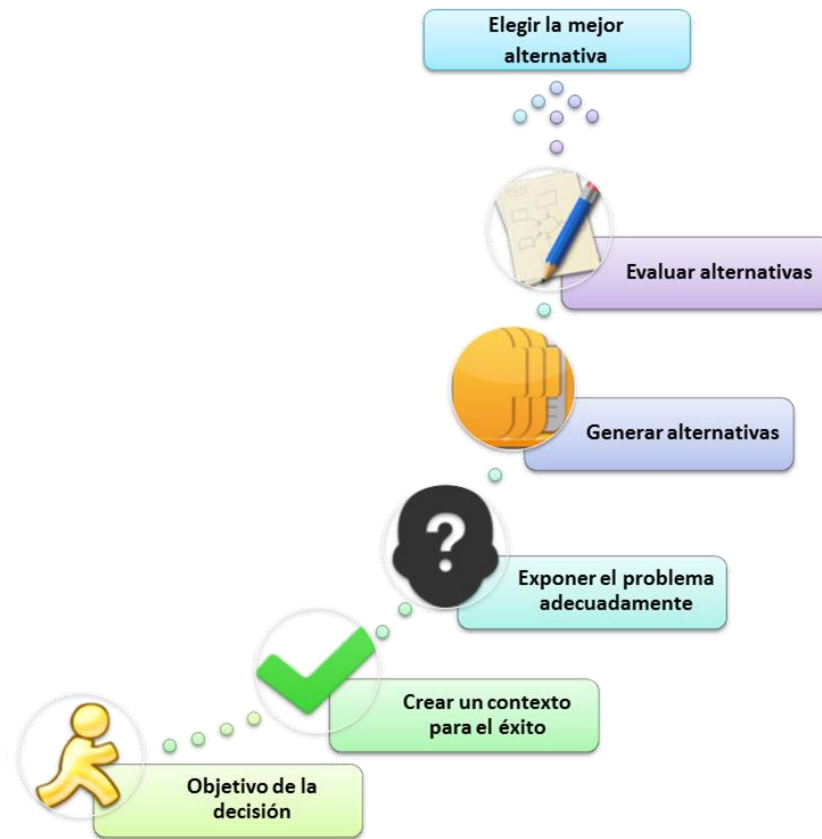 Elegir la mejor
alternativa
Evaluar alternativas
Generar alternativas
?
Exponer el problema
adecuadamente
Crear un contexto
para el éxito
Objetivo de la
decisión